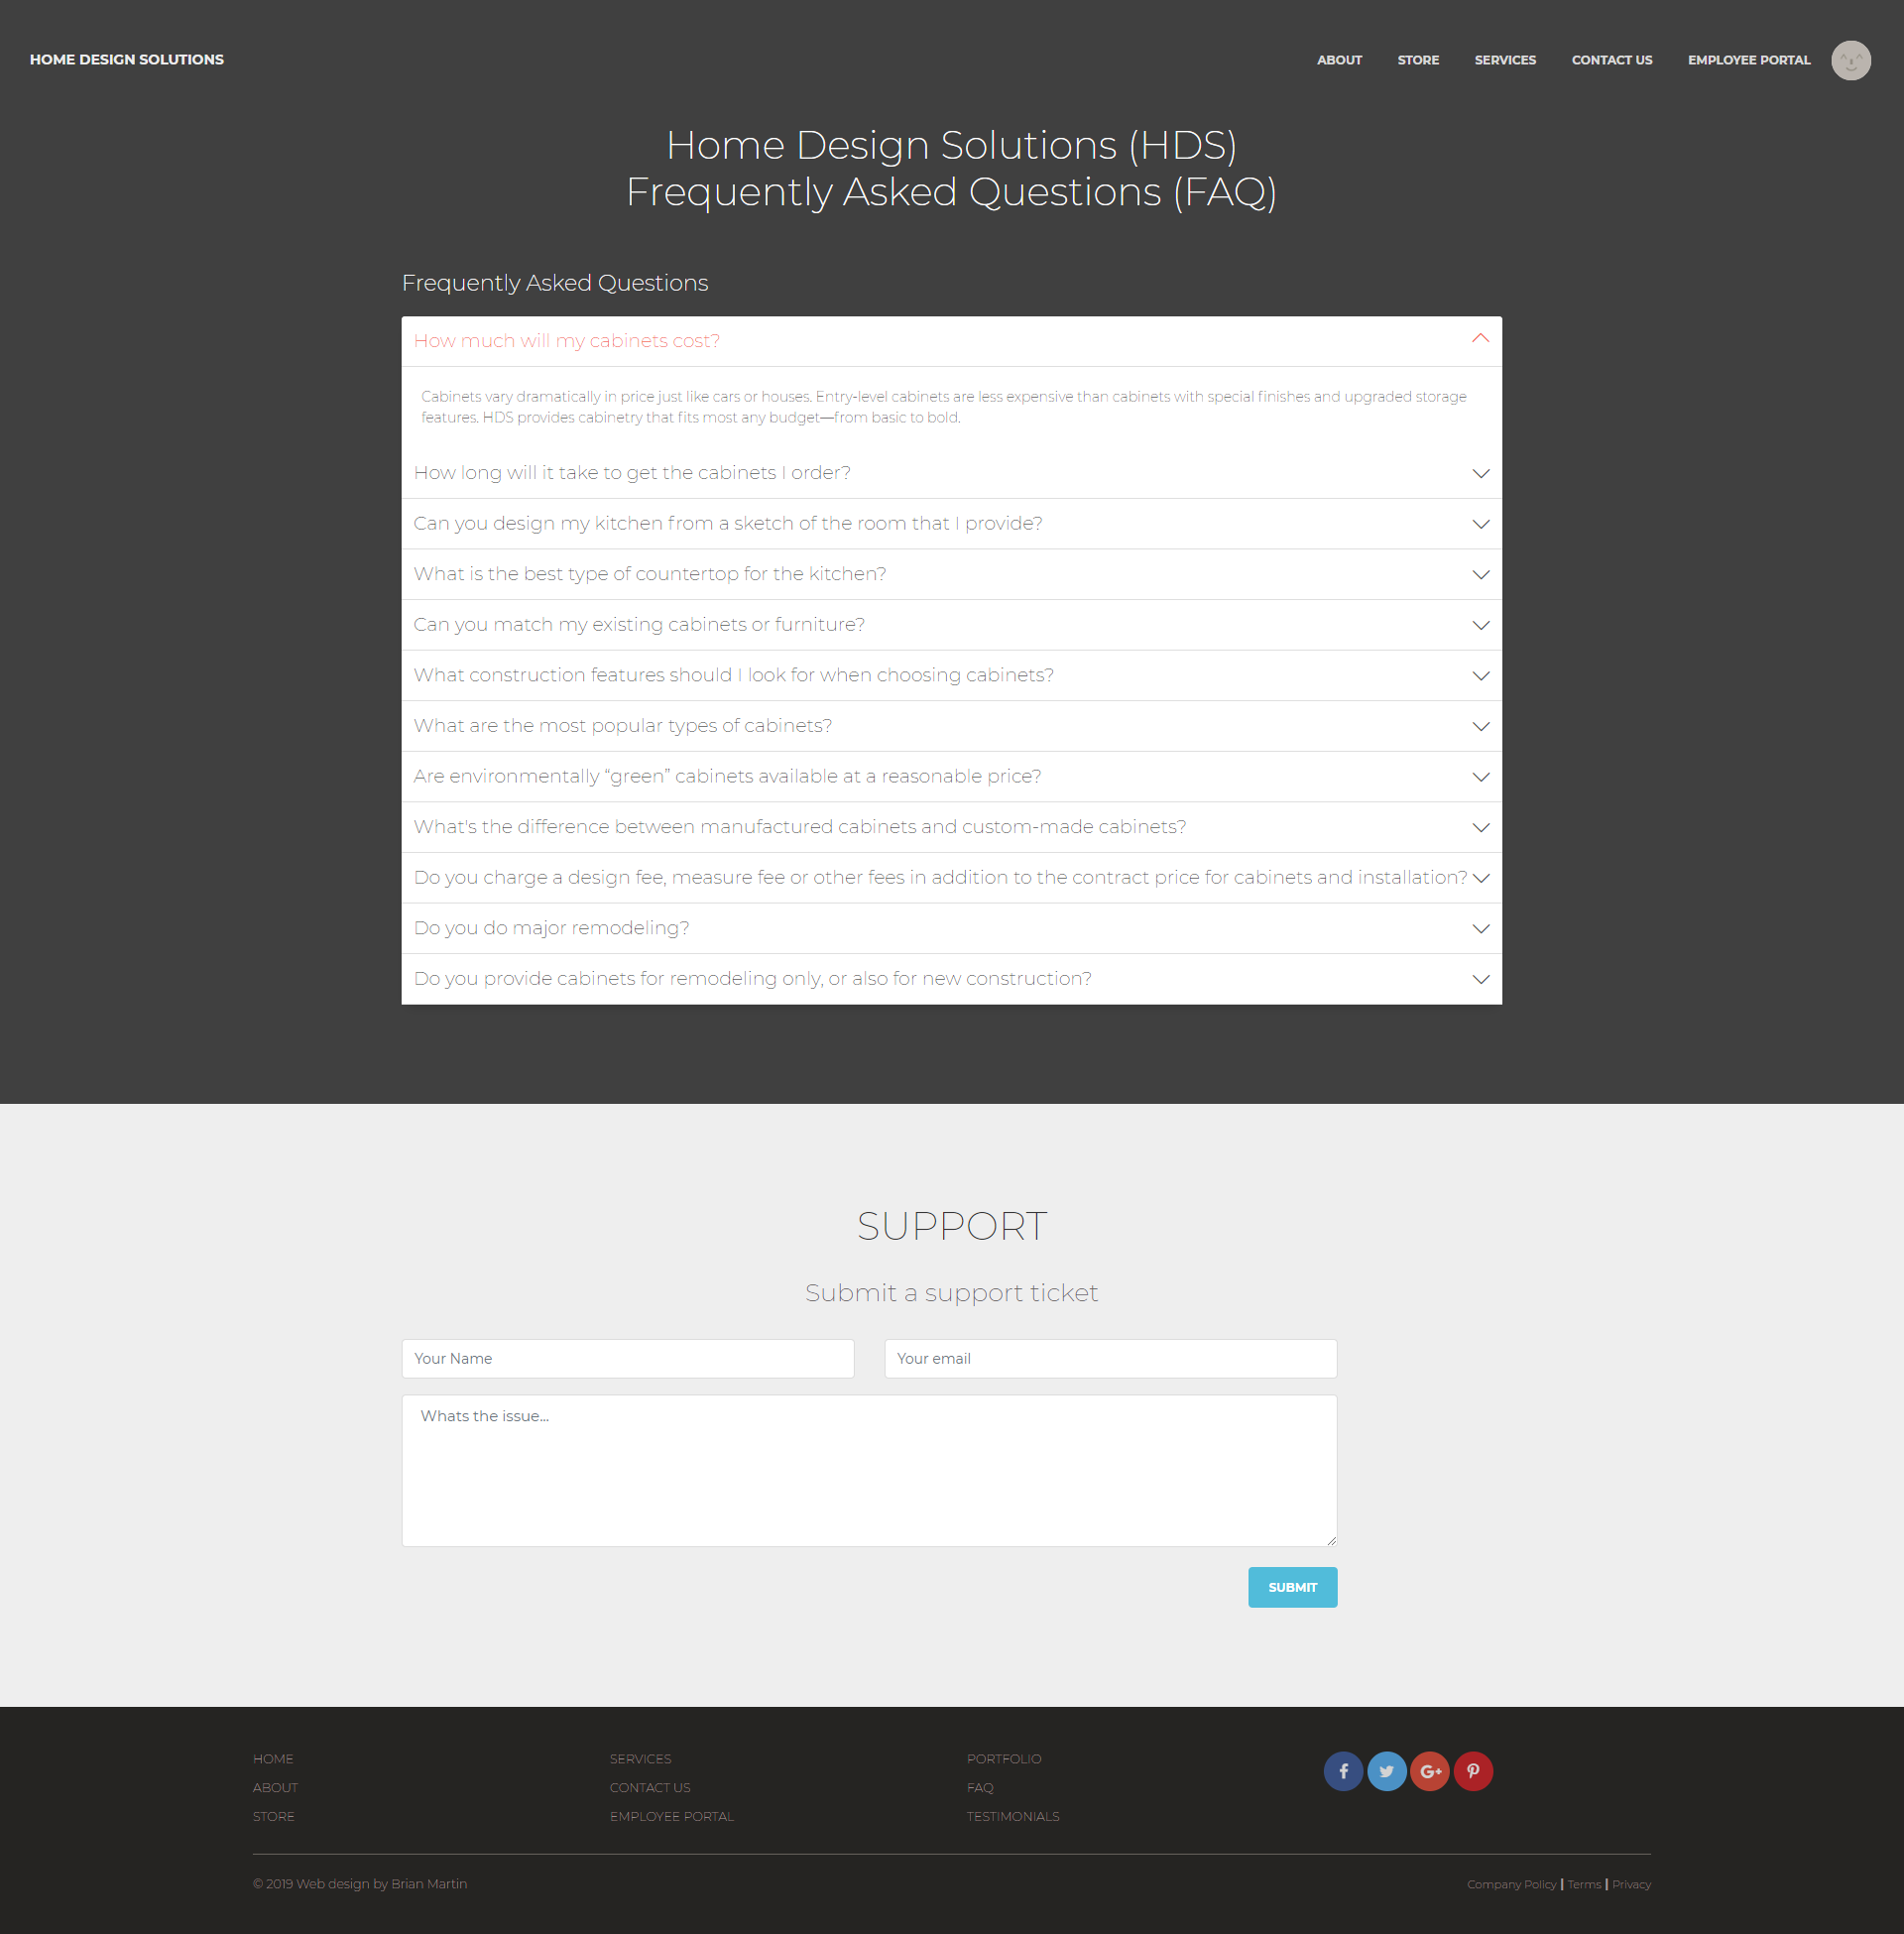 HOME DESIGN SOLUTIONS
ABOUT STORE SERVICES CONTACT US EMPLOYEE PORTAL
Home Design Solutions (HDS)
Frequently Asked Questions (FAQ)
Frequently Asked Questions
How much will my cabinets cost?
Cabinets vary dramatically in price just like cars or houses. Entry-level cabinets are less expensive than cabinets with special finishes and upgraded storage
features. HDS provides cabinetry that fits most any budget—from basic to bold.
How long will it take to get the cabinets I order?
Can you design my kitchen from a sketch of the room that I provide?
What is the best type of countertop for the kitchen?
Can you match my existing cabinets or furniture?
What construction features should I look for when choosing cabinets?
What are the most popular types of cabinets?
Are environmentally “green” cabinets available at a reasonable price?
What's the difference between manufactured cabinets and custom-made cabinets?
Do you charge a design fee, measure fee or other fees in addition to the contract price for cabinets and installation?
Do you do major remodeling?
Do you provide cabinets for remodeling only, or also for new construction?
SUPPORT
Submit a support ticket
Your Name
Your email
Whats the issue...
SUBMIT
HOME
ABOUT
STORE
SERVICES
CONTACT US
EMPLOYEE PORTAL
PORTFOLIO
FAQ
TESTIMONIALS
© 2019 Web design by Brian Martin
Company Policy | Terms | Privacy